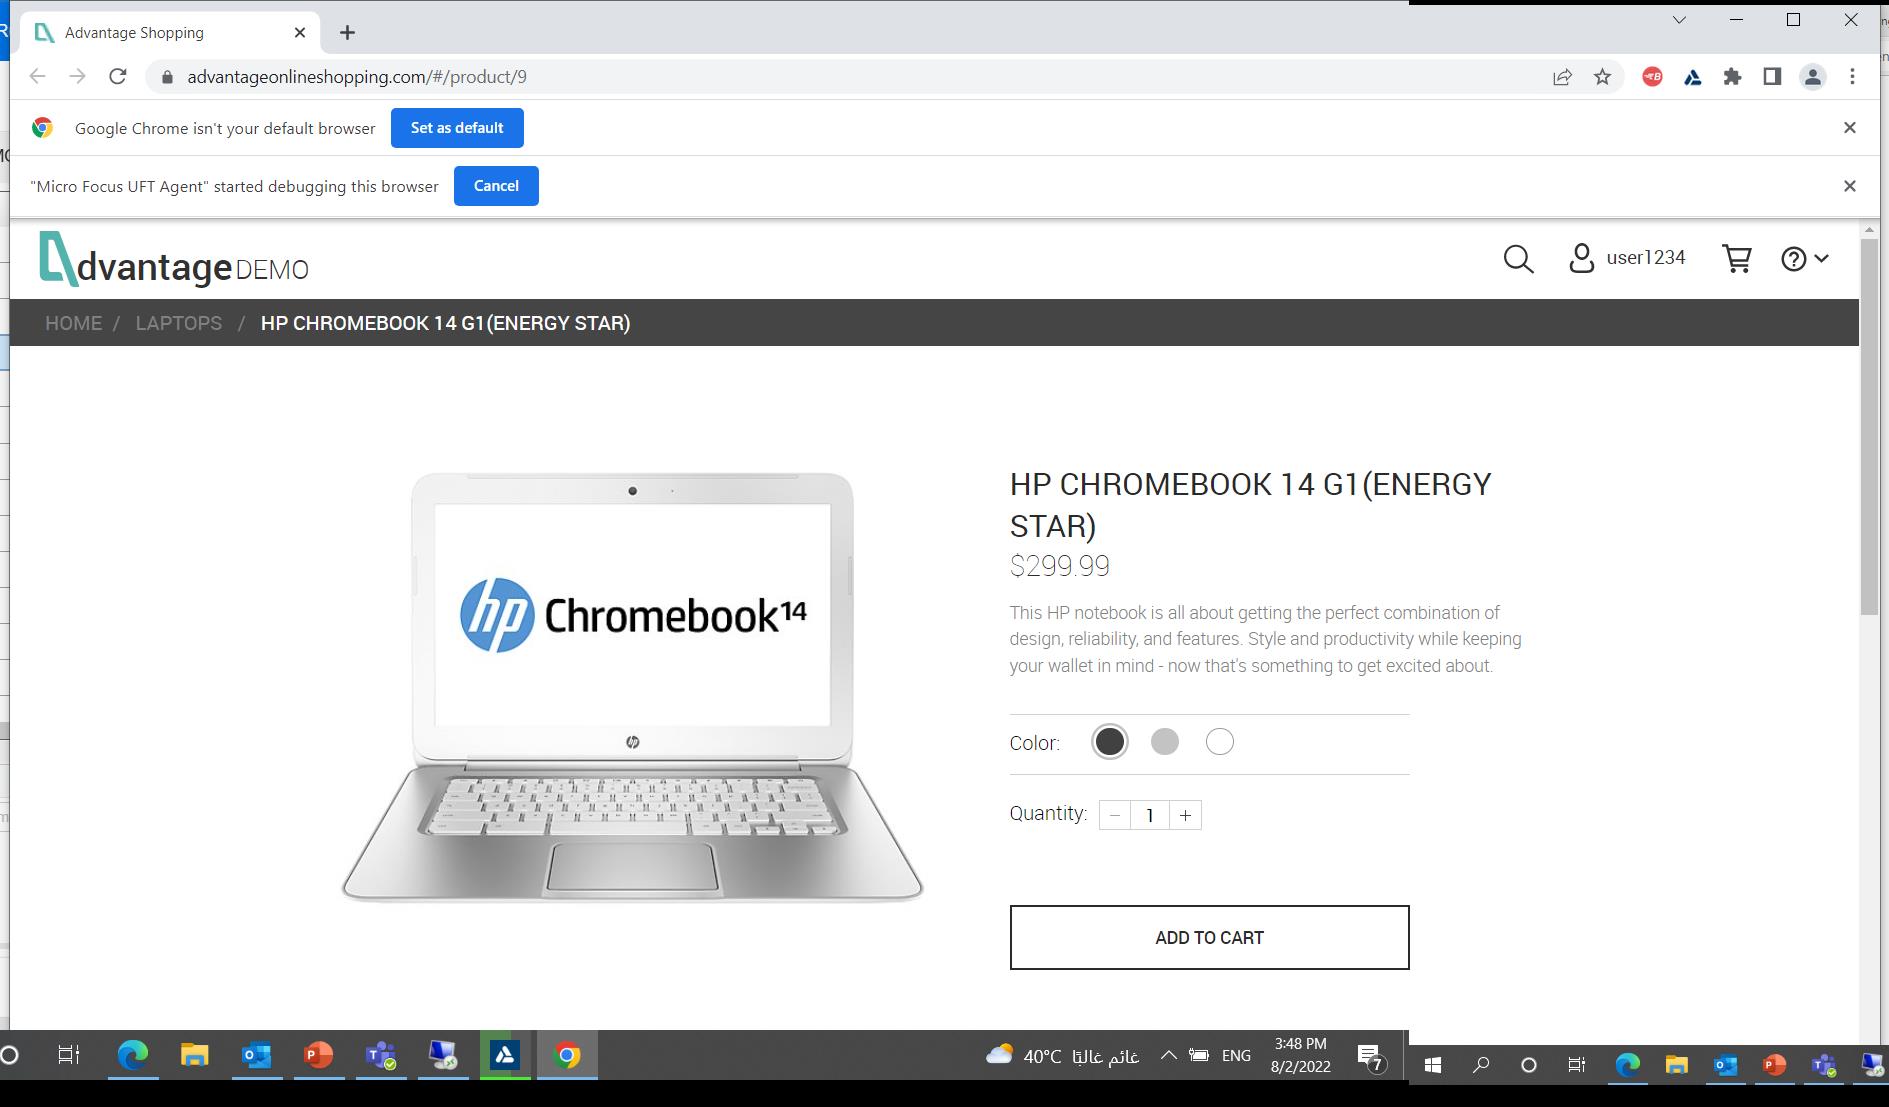 Advantage Shopping
advantageonlineshopping.com/#/product/9
Google Chrome isn't your default browser
Set as default
"Micro Focus UFT Agent" started debugging this browser
Cancel
dvantage DEMO
user1234
HOME / LAPTOPS / HP CHROMEBOOK 14 G1(ENERGY STAR)
hp Chromebook 14
hp
HP CHROMEBOOK 14 G1(ENERGY
STAR)
$299.99
This HP notebook is all about getting the perfect combination of
design, reliability, and features. Style and productivity while keeping
your wallet in mind - now that's something to get excited about.
Color:
Quantity: − 1 +
ADD TO CART
40°C غائم غالبًا
ENG
3:48 PM
8/2/2022
7